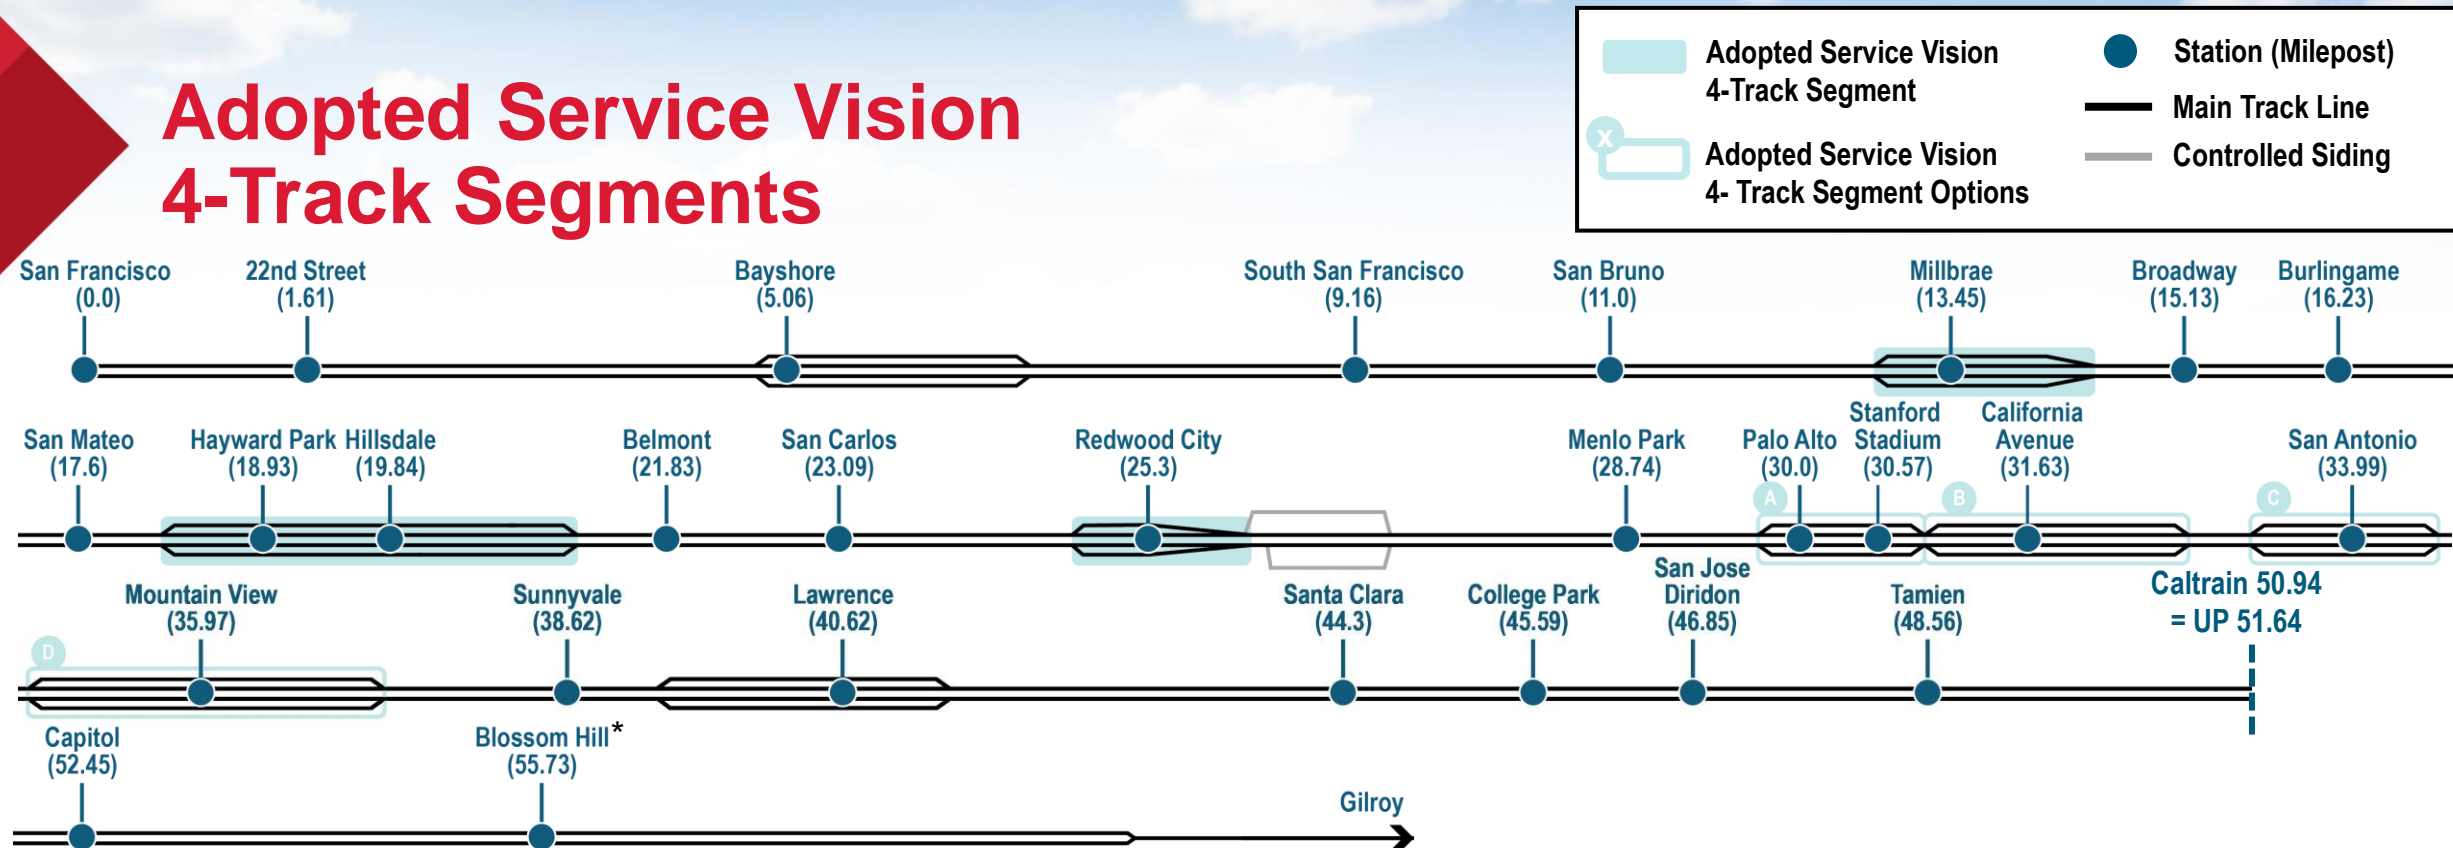 Adopted Service Vision
4-Track Segments
Adopted Service Vision
4-Track Segment
X
Adopted Service Vision
4- Track Segment Options
Station (Milepost)
Main Track Line
Controlled Siding
San Francisco
(0.0)
22nd Street
(1.61)
Bayshore
(5.06)
South San Francisco
(9.16)
San Bruno
(11.0)
Millbrae
(13.45)
Broadway
(15.13)
Burlingame
(16.23)
San Mateo
(17.6)
Hayward Park
(18.93)
Hillsdale
(19.84)
Belmont
(21.83)
San Carlos
(23.09)
Redwood City
(25.3)
Menlo Park
(28.74)
A
Palo Alto
(30.0)
Stanford
Stadium
(30.57)
B
California
Avenue
(31.63)
C
San Antonio
(33.99)
D
Mountain View
(35.97)
Sunnyvale
(38.62)
Lawrence
(40.62)
Santa Clara
(44.3)
College Park
(45.59)
San Jose
Diridon
(46.85)
Tamien
(48.56)
Caltrain 50.94
= UP 51.64
Capitol
(52.45)
Blossom Hill*
(55.73)
Gilroy